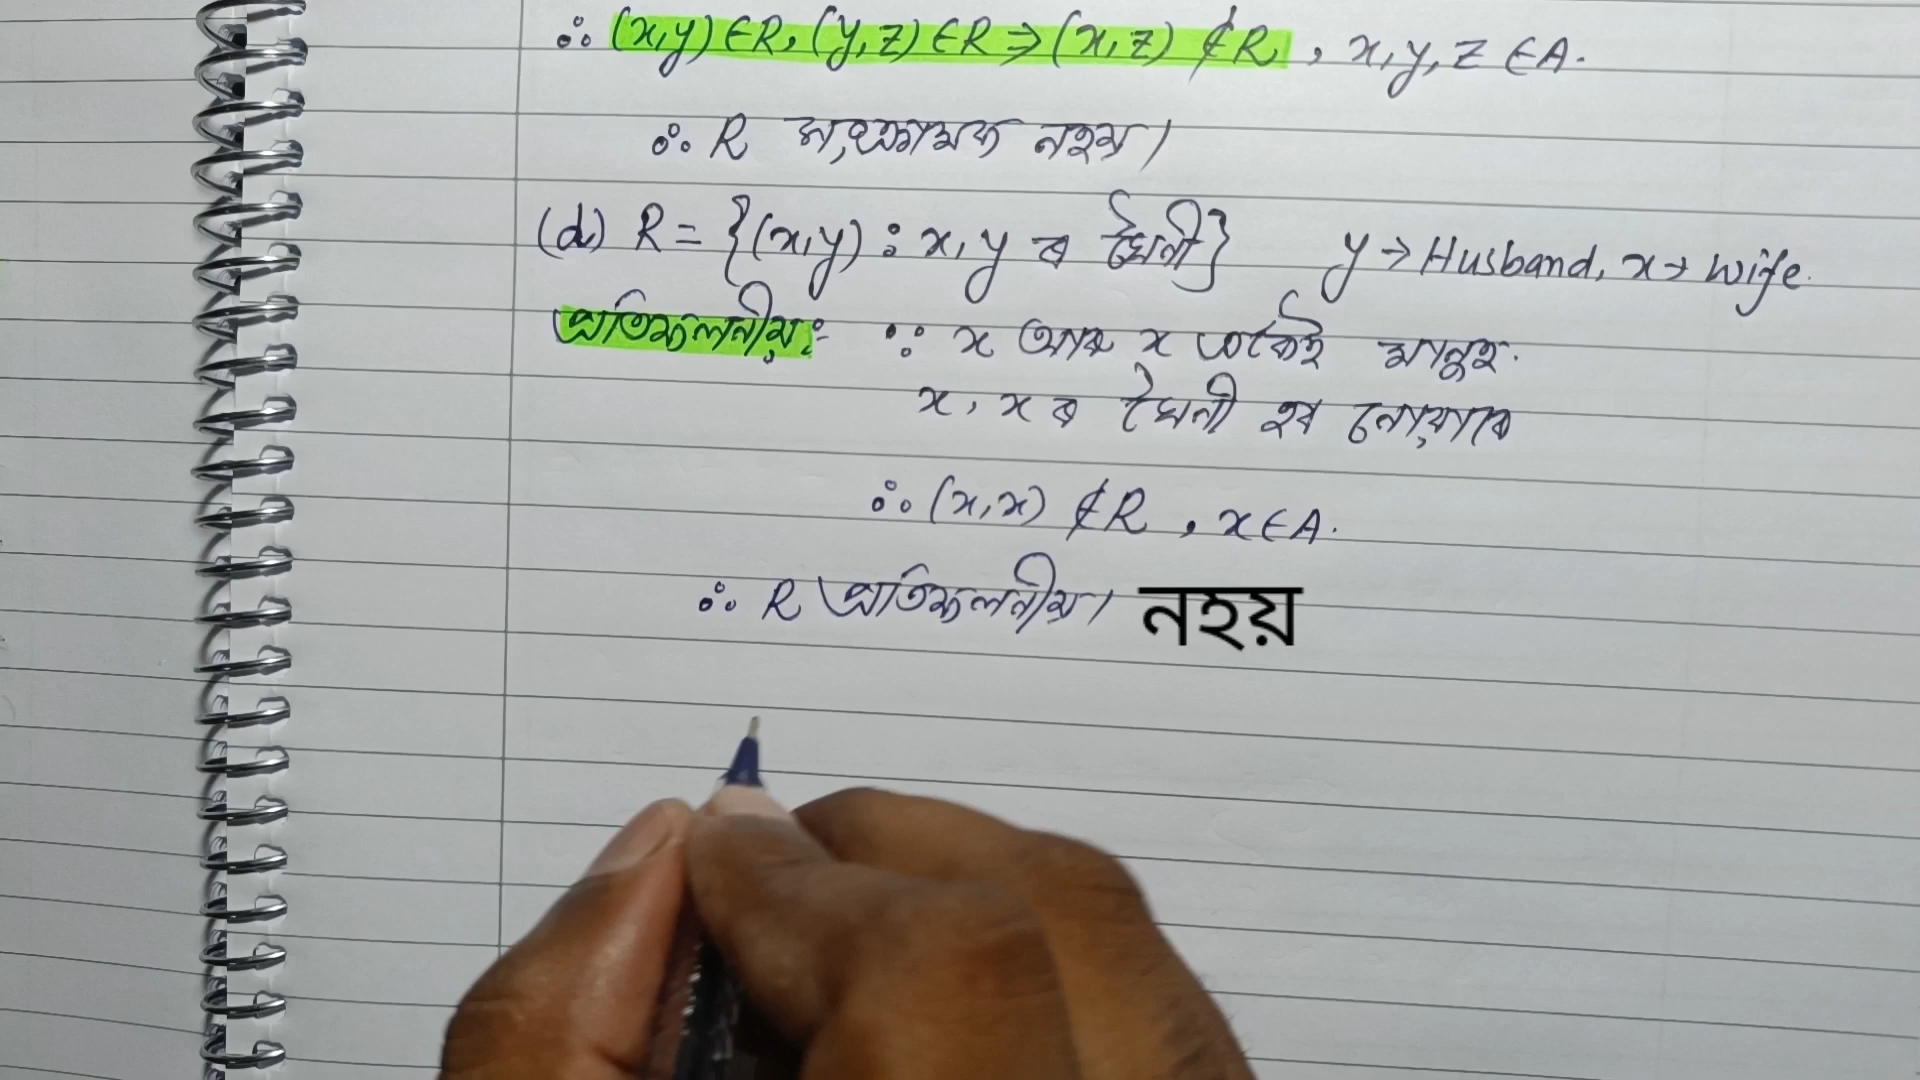 ∴ (x,y) ∈ R, (y,z) ∈ R ⇒ (x,z) ∉ R, x,y,z ∈ A.
∴ R সংক্ৰামক নহয়।
(d) R = {(x,y) : x, y ৰ ঘৈণী} y → Husband, x → wife.
প্ৰতিফলনীয়ঃ ∵ x আৰু x একেই মানুহ.
x, x ৰ ঘৈণী হব নোৱাৰে
∴ (x,x) ∉ R, x ∈ A.
∴ R প্ৰতিফলনীয়। নহয়